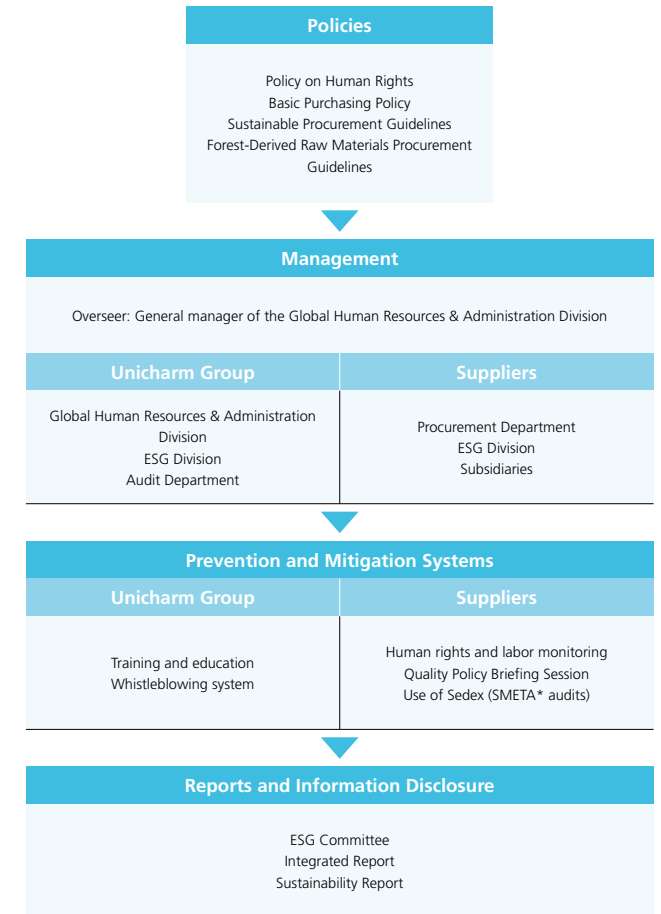 Policies
Policy on Human Rights
Basic Purchasing Policy
Sustainable Procurement Guidelines
Forest-Derived Raw Materials Procurement
Guidelines
Management
Overseer: General manager of the Global Human Resources & Administration Division
Unicharm Group
Global Human Resources & Administration
Division
ESG Division
Audit Department
Suppliers
Procurement Department
ESG Division
Subsidiaries
Prevention and Mitigation Systems
Unicharm Group
Training and education
Whistleblowing system
Suppliers
Human rights and labor monitoring
Quality Policy Briefing Session
Use of Sedex (SMETA* audits)
Reports and Information Disclosure
ESG Committee
Integrated Report
Sustainability Report